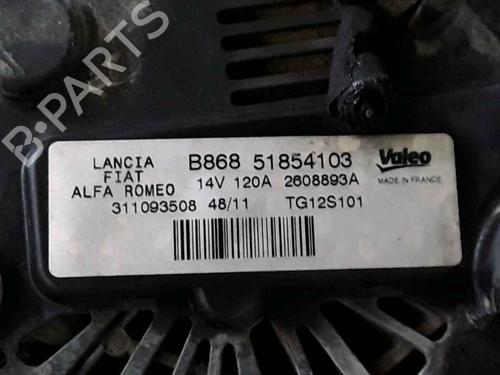 B-PARTS
LANCIA
FIAT
ALFA ROMEO
B868 51854103
14V 120A 2608893A
311093508 48/11 TG12S101
Valeo
MADE IN FRANCE